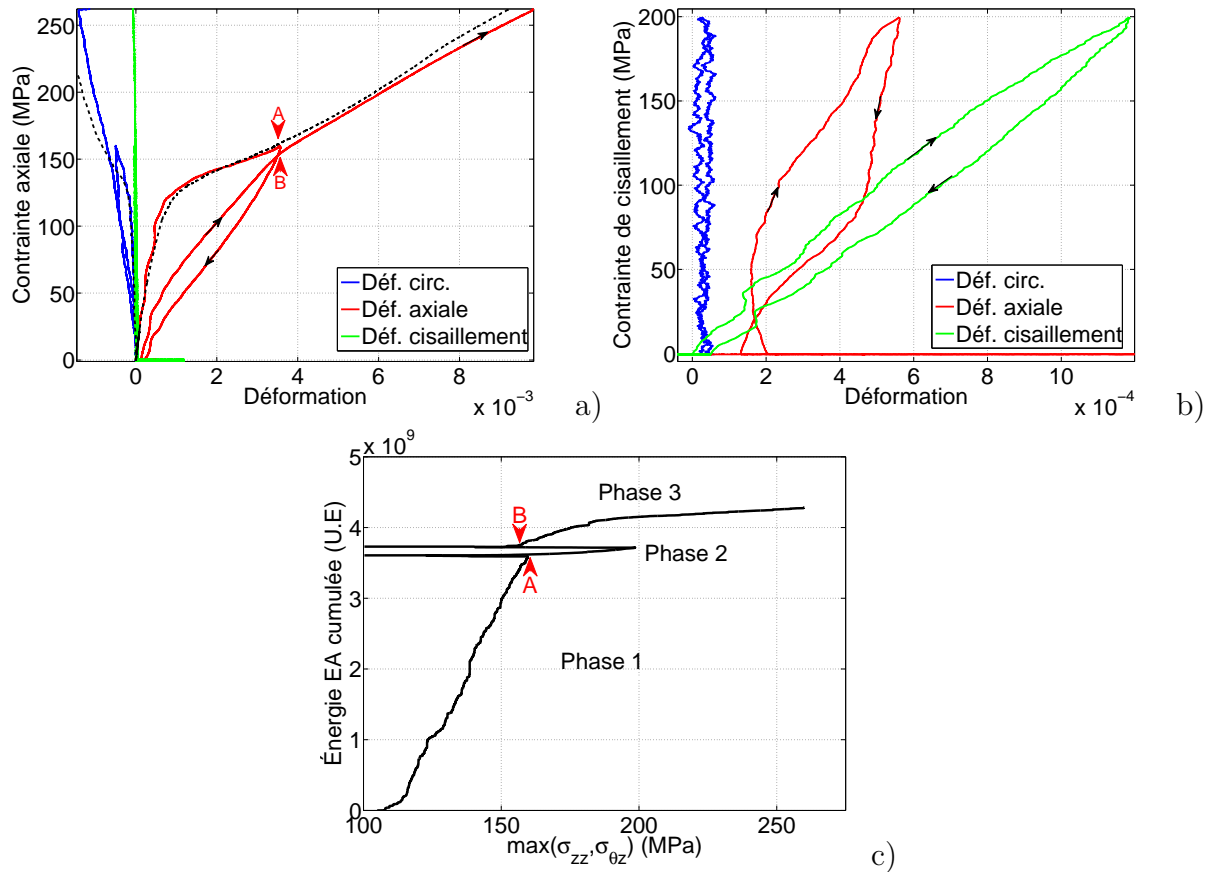 Contrainte axiale (MPa)
250
200
150
100
50
0
A
B
Déf. circ.
Déf. axiale
Déf. cisaillement
0
2
4
6
8
Déformation
x 10⁻³
a)
Contrainte de cisaillement (MPa)
200
150
100
50
0
Déf. circ.
Déf. axiale
Déf. cisaillement
0
2
4
6
8
10
Déformation
x 10⁻⁴
b)
x 10⁹
Énergie EA cumulée (U.E)
5
4
3
2
1
0
Phase 3
B
Phase 2
A
Phase 1
100
150
200
250
max(σzz,σθz) (MPa)
c)